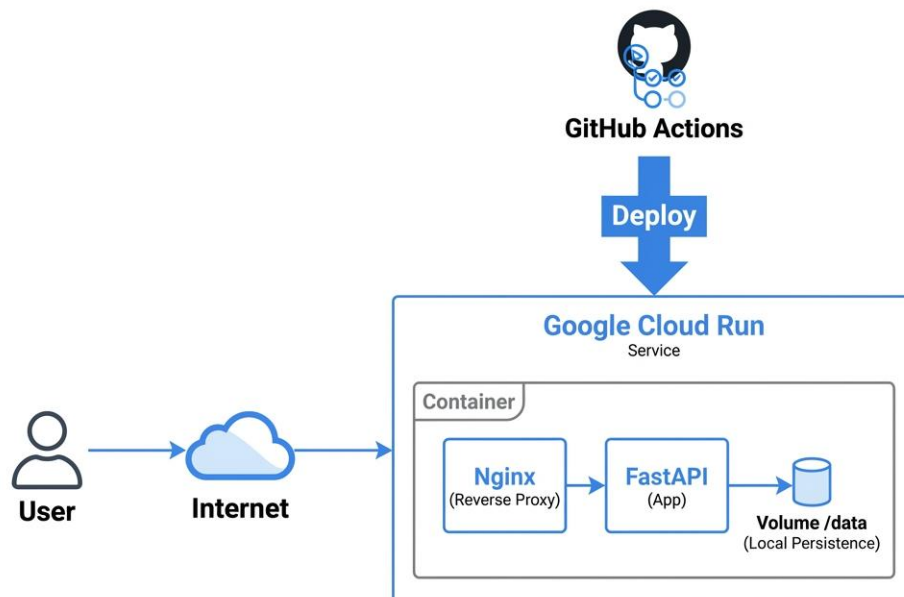 GitHub Actions
Deploy
Google Cloud Run
Service
Container
Nginx
(Reverse Proxy)
FastAPI
(App)
Volume /data
(Local Persistence)
User
Internet